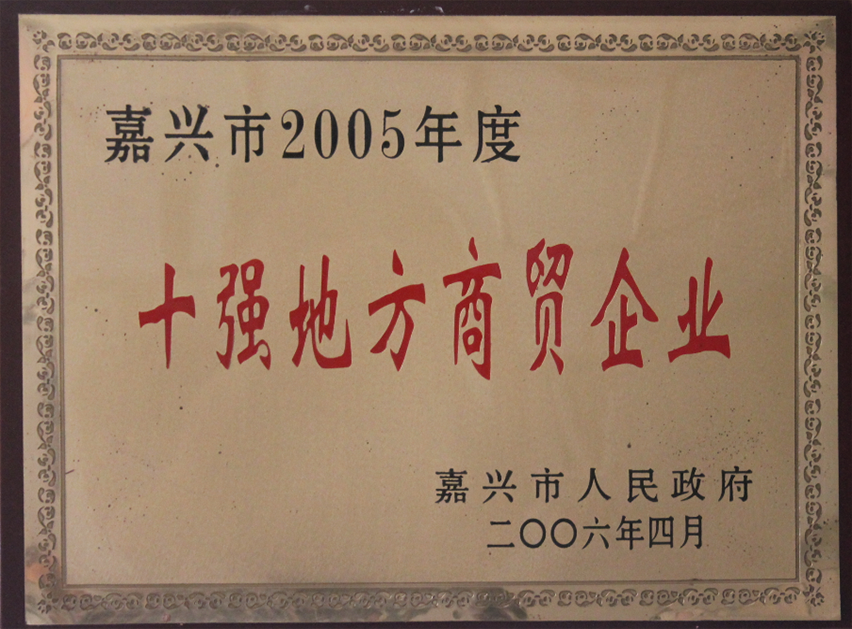 嘉兴市2005年度
十强地方商贸企业
嘉兴市人民政府
二〇〇六年四月